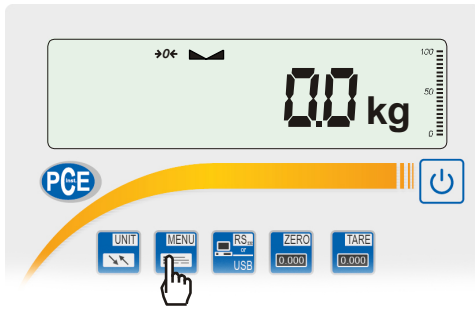 →0←
100
50
0
0.0 kg
PCE
UNIT
MENU
RS232
or
USB
ZERO
0.000
TARE
0.000